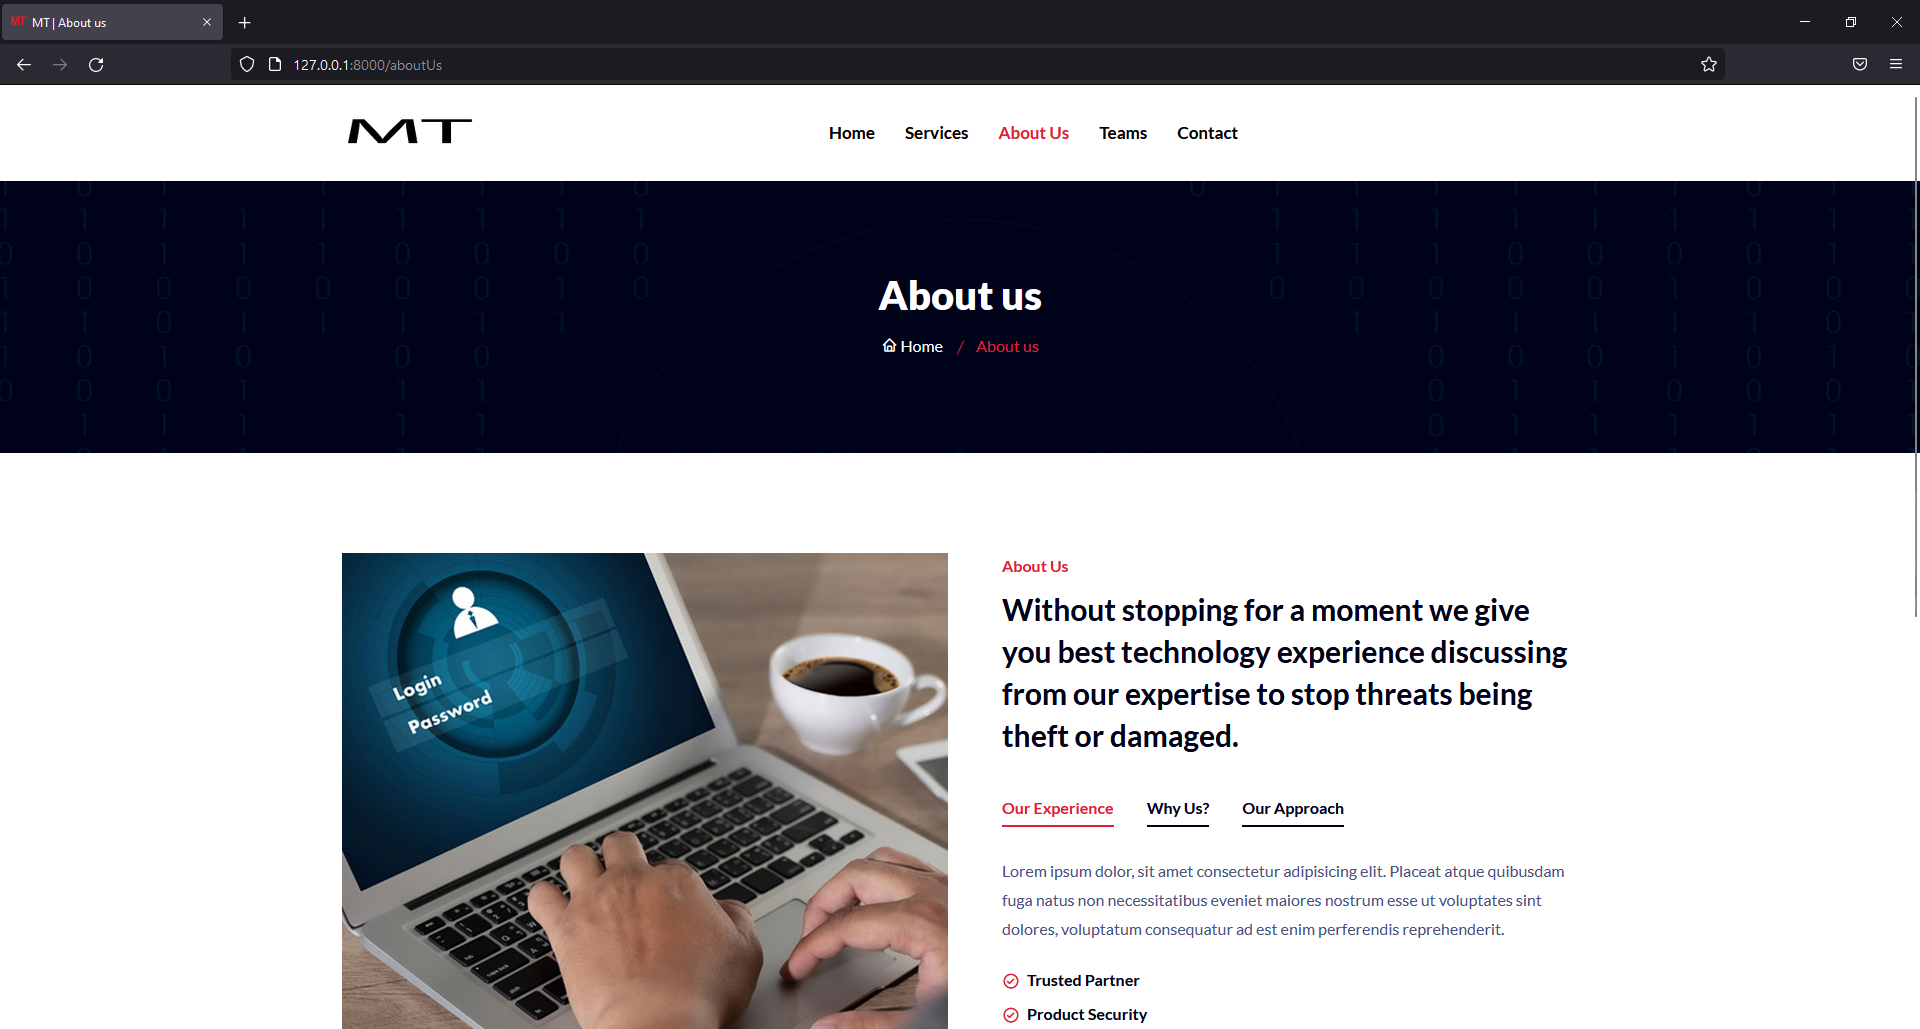 MT MT | About us
127.0.0.1:8000/aboutUs
MT
Home Services About Us Teams Contact
About us
Home / About us
Login
Password
About Us
Without stopping for a moment we give
you best technology experience discussing
from our expertise to stop threats being
theft or damaged.
Our Experience Why Us? Our Approach
Lorem ipsum dolor, sit amet consectetur adipisicing elit. Placeat atque quibusdam
fuga natus non necessitatibus eveniet maiores nostrum esse ut voluptates sint
dolores, voluptatum consequatur ad est enim perferendis reprehenderit.
Trusted Partner
Product Security